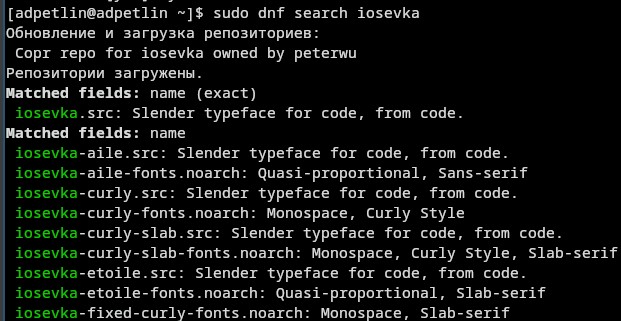 [adpetlin@adpetlin ~]$ sudo dnf search iosevka
Обновление и загрузка репозиториев:
Copr repo for iosevka owned by peterwu
Репозитории загружены.
Matched fields: name (exact)
iosevka.src: Slender typeface for code, from code.
Matched fields: name
iosevka-aile.src: Slender typeface for code, from code.
iosevka-aile-fonts.noarch: Quasi-proportional, Sans-serif
iosevka-curly.src: Slender typeface for code, from code.
iosevka-curly-fonts.noarch: Monospace, Curly Style
iosevka-curly-slab.src: Slender typeface for code, from code.
iosevka-curly-slab-fonts.noarch: Monospace, Curly Style, Slab-serif
iosevka-etoile.src: Slender typeface for code, from code.
iosevka-etoile-fonts.noarch: Quasi-proportional, Slab-serif
iosevka-fixed-curly-fonts.noarch: Monospace, Slab-serif